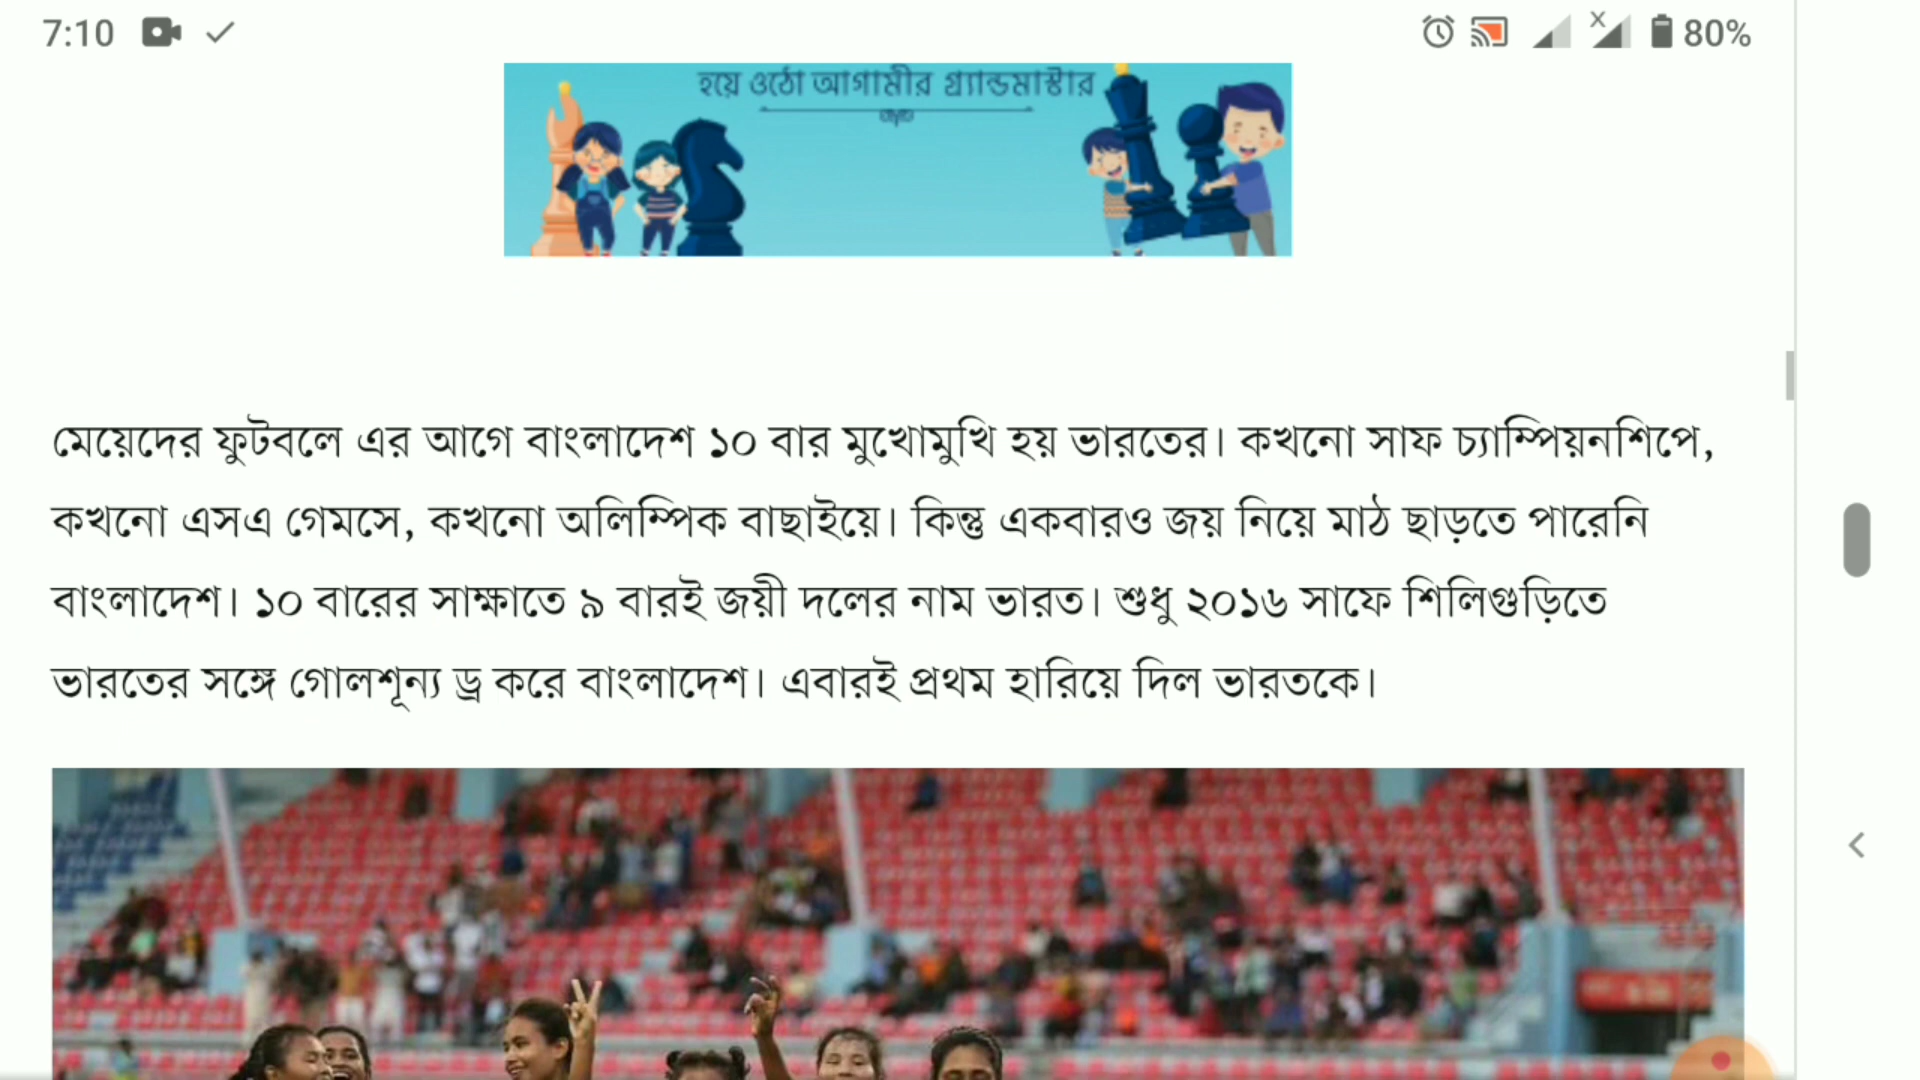 7:10
80%
হয়ে ওঠো আগামীর গ্র্যান্ডমাস্টার
মেয়েদের ফুটবলে এর আগে বাংলাদেশ ১০ বার মুখোমুখি হয় ভারতের। কখনো সাফ চ্যাম্পিয়নশিপে,
কখনো এসএ গেমসে, কখনো অলিম্পিক বাছাইয়ে। কিন্তু একবারও জয় নিয়ে মাঠ ছাড়তে পারেনি
বাংলাদেশ। ১০ বারের সাক্ষাতে ৯ বারই জয়ী দলের নাম ভারত। শুধু ২০১৬ সাফে শিলিগুড়িতে
ভারতের সঙ্গে গোলশূন্য ড্র করে বাংলাদেশ। এবারই প্রথম হারিয়ে দিল ভারতকে।